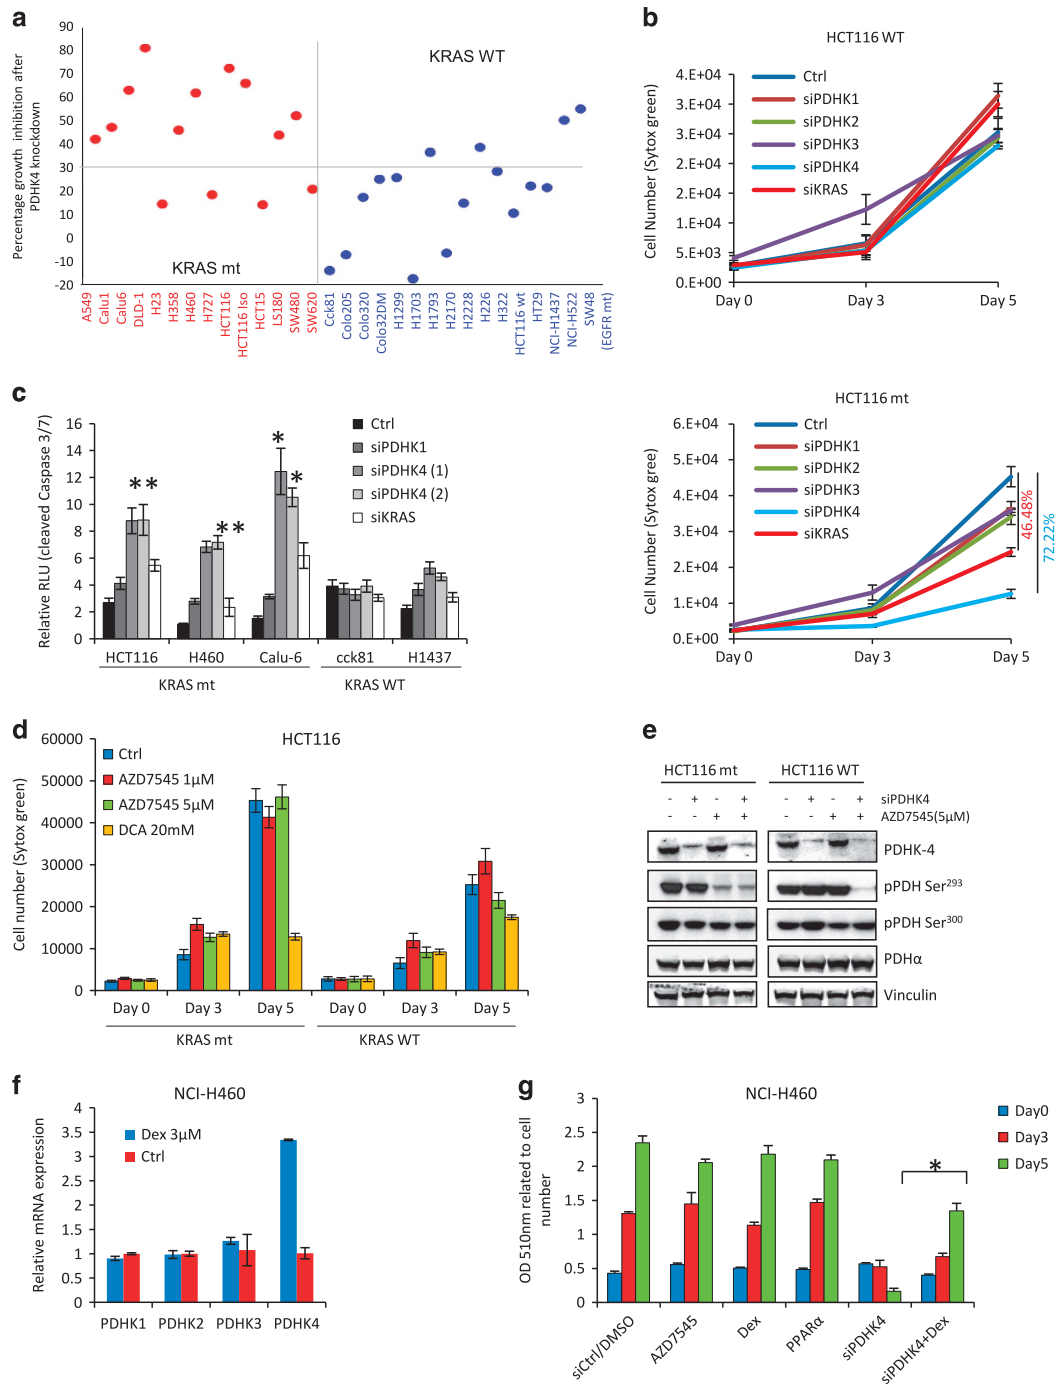 a
Percentage growth inhibition after
PDHK4 knockdown
90
80
70
60
50
40
30
20
10
0
-10
-20
KRAS WT
KRAS mt
A549
Calu1
Calu6
DLD-1
H23
H358
H460
H727
HCT116
HCT116 Iso
HCT15
LS180
SW480
SW620
Cck81
Colo205
Colo320
Colo32DM
H1299
H1703
H1793
H2170
H2228
H226
H322
HCT116 wt
HT29
NCI-H1437
NCI-H522
SW48
(EGFR mt)
b
HCT116 WT
Cell Number (Sytox green)
4.E+04
3.E+04
3.E+04
2.E+04
1.E+04
5.E+03
0.E+00
Ctrl
siPDHK1
siPDHK2
siPDHK3
siPDHK4
siKRAS
Day 0
Day 3
Day 5
HCT116 mt
Cell Number (Sytox gree)
6.E+04
5.E+04
4.E+04
3.E+04
2.E+04
1.E+04
0.E+00
Ctrl
siPDHK1
siPDHK2
siPDHK3
siPDHK4
siKRAS
46.48%
72.22%
Day 0
Day 3
Day 5
c
Relative RLU (cleaved Caspase 3/7)
16
14
12
10
8
6
4
2
0
Ctrl
siPDHK1
siPDHK4 (1)
siPDHK4 (2)
siKRAS
* *
* *
*
*
HCT116
H460
Calu-6
cck81
H1437
KRAS mt
KRAS WT
d
HCT116
Cell number (Sytox green)
60000
50000
40000
30000
20000
10000
0
Ctrl
AZD7545 1µM
AZD7545 5µM
DCA 20mM
Day 0
Day 3
Day 5
Day 0
Day 3
Day 5
KRAS mt
KRAS WT
e
HCT116 mt
HCT116 WT
- + - + - + - + siPDHK4
- - + + - - + + AZD7545(5µM)
PDHK-4
pPDH Ser293
pPDH Ser300
PDHα
Vinculin
f
NCI-H460
Relative mRNA expression
4
3.5
3
2.5
2
1.5
1
0.5
0
Dex 3µM
Ctrl
PDHK1
PDHK2
PDHK3
PDHK4
g
NCI-H460
OD 510nm related to cell
number
3
2.5
2
1.5
1
0.5
0
Day0
Day3
Day5
*
siCtrl/DMSO
AZD7545
Dex
PPARα
siPDHK4
siPDHK4+Dex